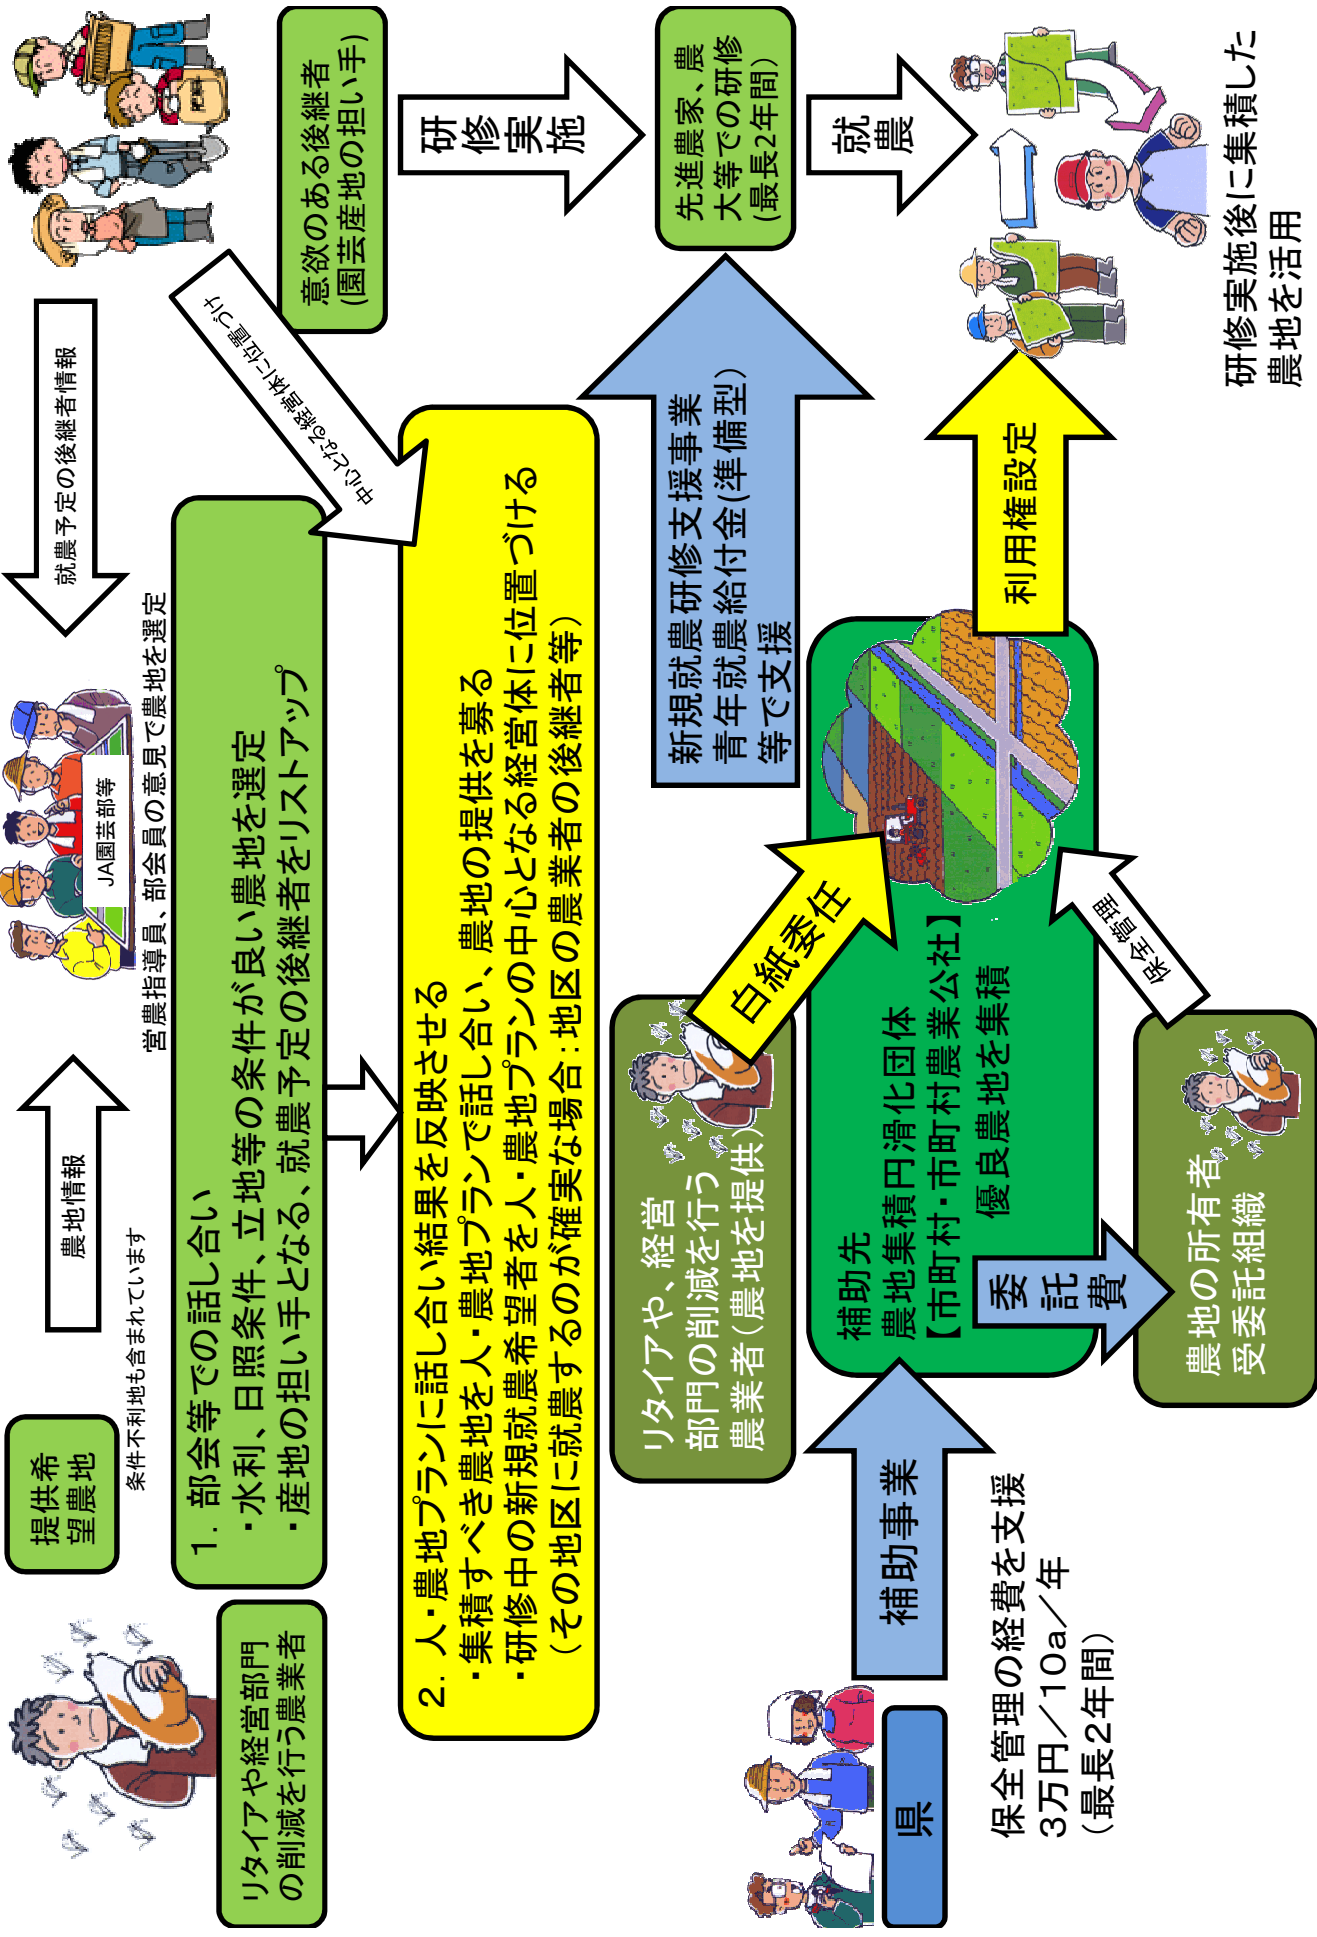 リタイアや経営部門
の削減を行う農業者
提供希
望農地
条件不利地も含まれています
農地情報
JA園芸部等
営農指導員、部会員の意見で農地を選定
就農予定の後継者情報
意欲のある後継者
(園芸産地の担い手)
1. 部会等での話し合い
・水利、日照条件、立地等の条件が良い農地を選定
・産地の担い手となる、就農予定の後継者をリストアップ
中心となる経営体に位置づけ
2. 人・農地プランに話し合い結果を反映させる
・集積すべき農地を人・農地プランで話し合い、農地の提供を募る
・研修中の新規就農希望者を人・農地プランの中心となる経営体に位置づける
(その地区に就農するのが確実な場合:地区の農業者の後継者等)
研修
実施
先進農家、農
大等での研修
(最長2年間)
就
農
新規就農研修支援事業
青年就農給付金(準備型)
等で支援
リタイアや、経営
部門の削減を行う
農業者(農地を提供)
白紙委任
県
補助事業
保全管理の経費を支援
3万円/10a/年
(最長2年間)
補助先
農地集積円滑化団体
【市町村・市町村農業公社】
優良農地を集積
委
託
費
農地の所有者
受委託組織
保全管理
利用権設定
研修実施後に集積した
農地を活用